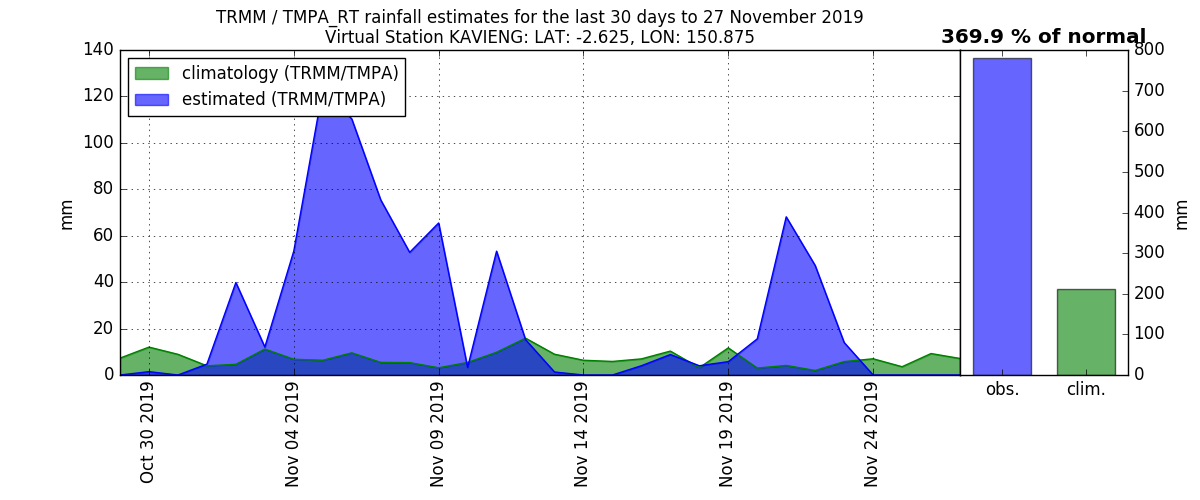 TRMM / TMPA_RT rainfall estimates for the last 30 days to 27 November 2019
Virtual Station KAVIENG: LAT: -2.625, LON: 150.875
369.9 % of normal
climatology (TRMM/TMPA)
estimated (TRMM/TMPA)
140
120
100
80
60
40
20
0
mm
Oct 30 2019
Nov 04 2019
Nov 09 2019
Nov 14 2019
Nov 19 2019
Nov 24 2019
800
700
600
500
400
300
200
100
0
mm
obs.
clim.